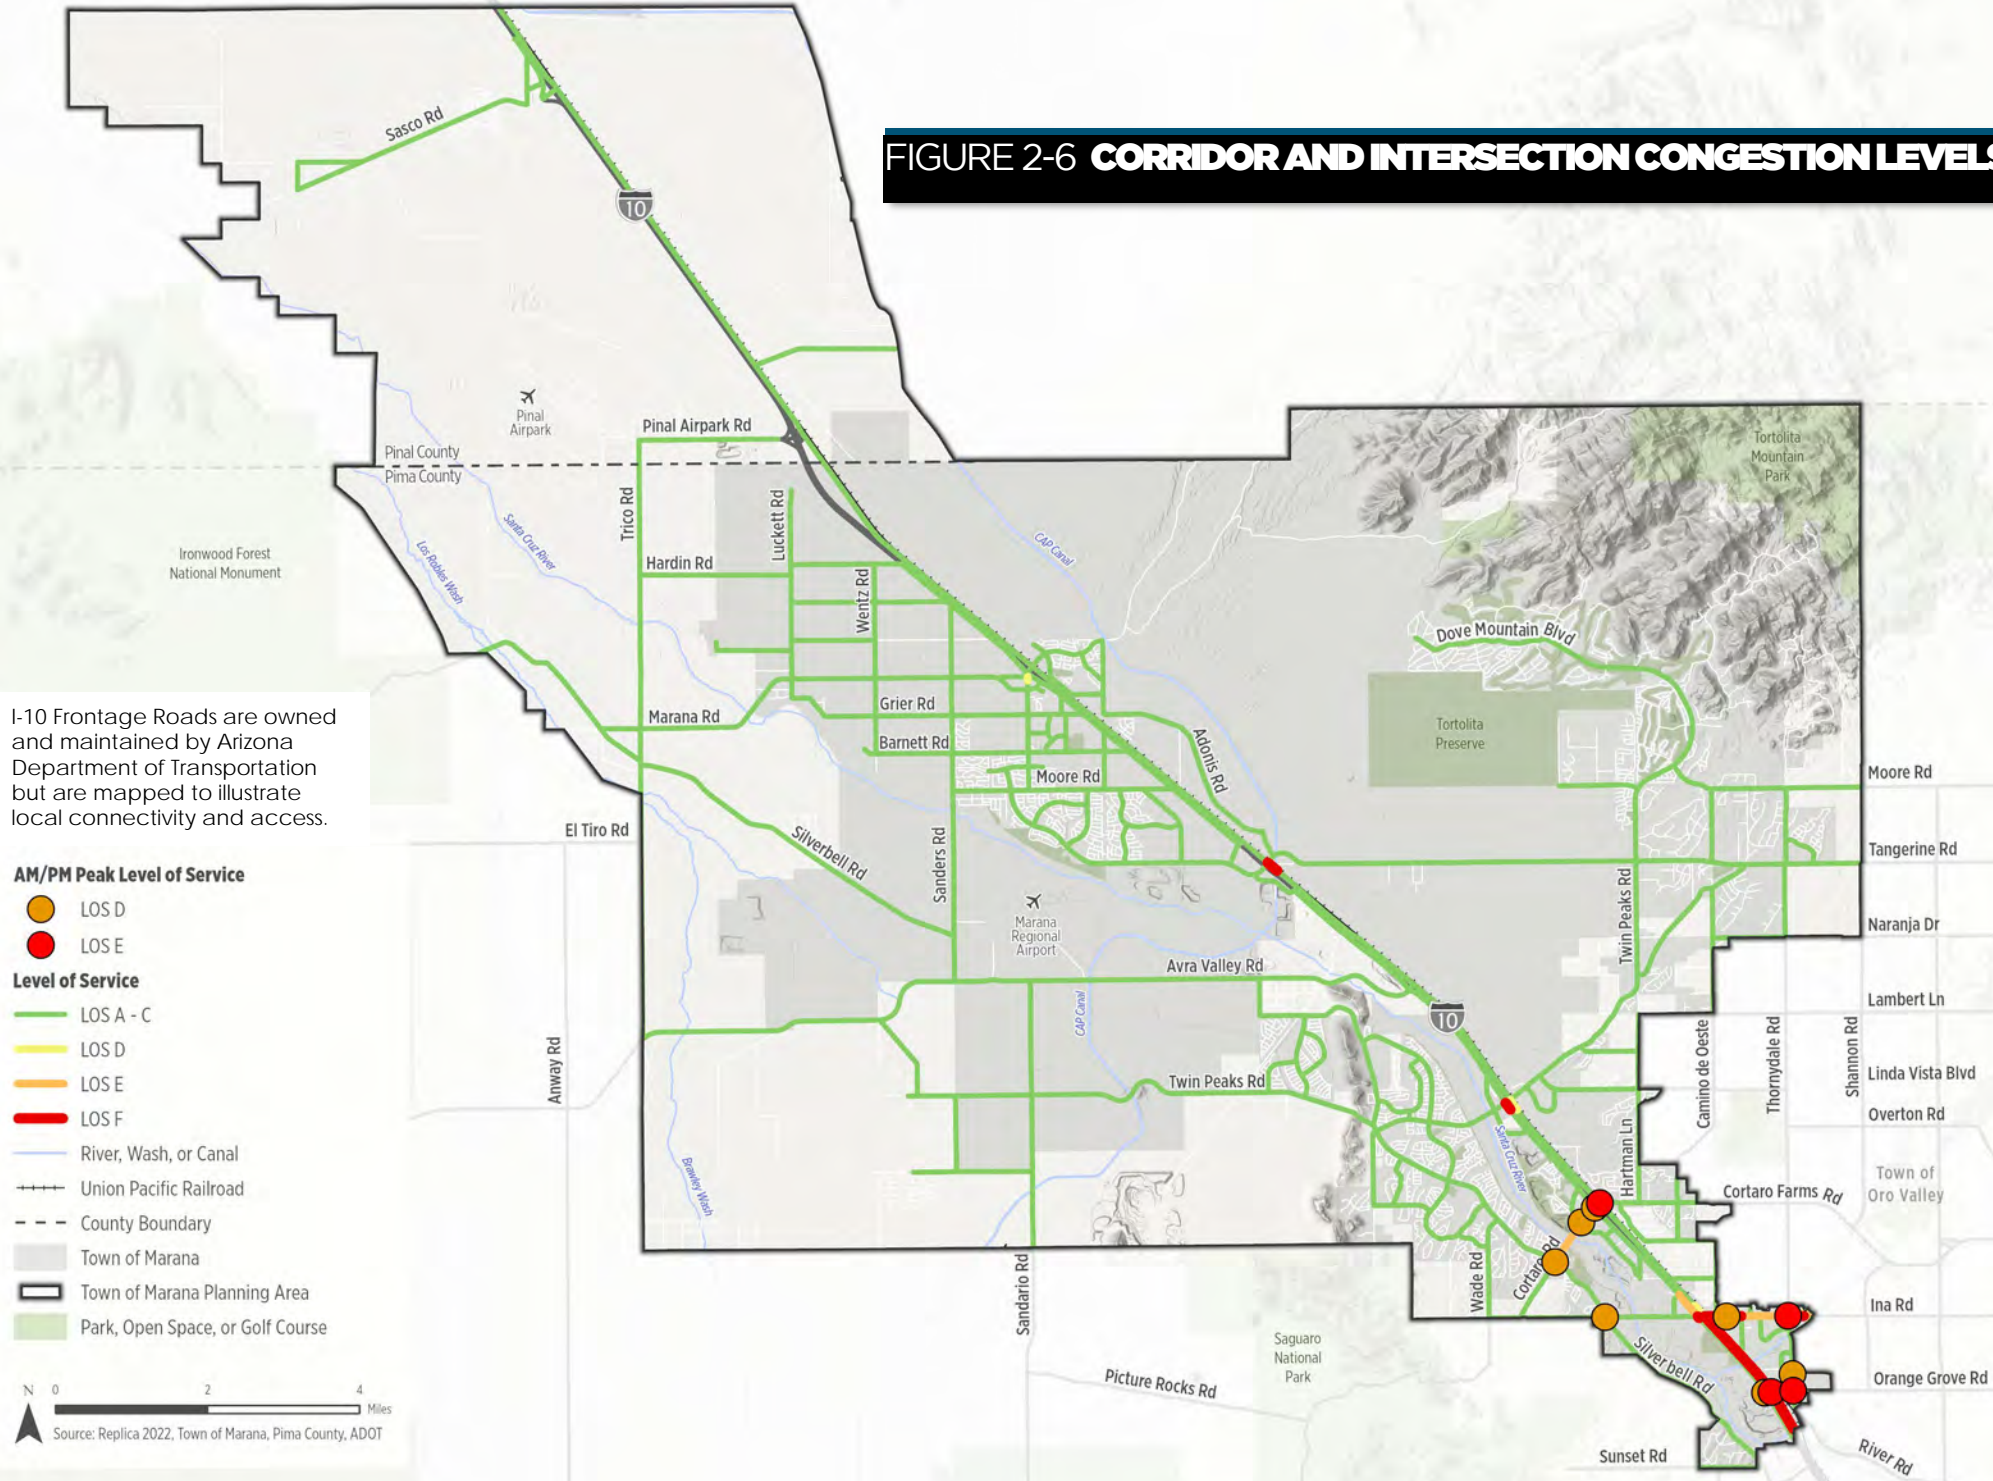 FIGURE 2-6 CORRIDOR AND INTERSECTION CONGESTION LEVELS
Sasco Rd
10
Pinal
Airpark
Pinal Airpark Rd
Pinal County
Pima County
Tortolita
Mountain
Park
Trico Rd
Luckett Rd
Santa Cruz River
Los Robles Wash
CAP Canal
Ironwood Forest
National Monument
Hardin Rd
Wentz Rd
Dove Mountain Blvd
Grier Rd
Marana Rd
Barnett Rd
Adonis Rd
Tortolita
Preserve
Moore Rd
Moore Rd
I-10 Frontage Roads are owned
and maintained by Arizona
Department of Transportation
but are mapped to illustrate
local connectivity and access.
El Tiro Rd
Silverbell Rd
Sanders Rd
Tangerine Rd
Twin Peaks Rd
Marana
Regional
Airport
Naranja Dr
Avra Valley Rd
CAP Canal
Lambert Ln
10
Anway Rd
Camino de Oeste
Thornydale Rd
Shannon Rd
Twin Peaks Rd
Linda Vista Blvd
Overton Rd
Santa Cruz River
Hartman Ln
Brawley Wash
Town of
Oro Valley
Cortaro Farms Rd
Wade Rd
Cortaro Rd
Sandario Rd
Ina Rd
Saguaro
National
Park
Silverbell Rd
Picture Rocks Rd
Orange Grove Rd
Sunset Rd
River Rd
AM/PM Peak Level of Service
LOS D
LOS E
Level of Service
LOS A - C
LOS D
LOS E
LOS F
River, Wash, or Canal
Union Pacific Railroad
County Boundary
Town of Marana
Town of Marana Planning Area
Park, Open Space, or Golf Course
N 0 2 4
Miles
Source: Replica 2022, Town of Marana, Pima County, ADOT